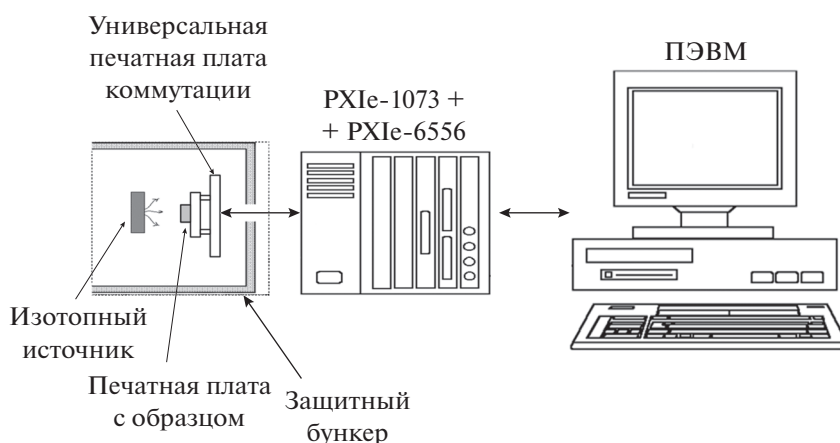 Универсальная
печатная плата
коммутации
PXIe-1073 +
+ PXIe-6556
ПЭВМ
Изотопный
источник
Печатная плата
с образцом
Защитный
бункер